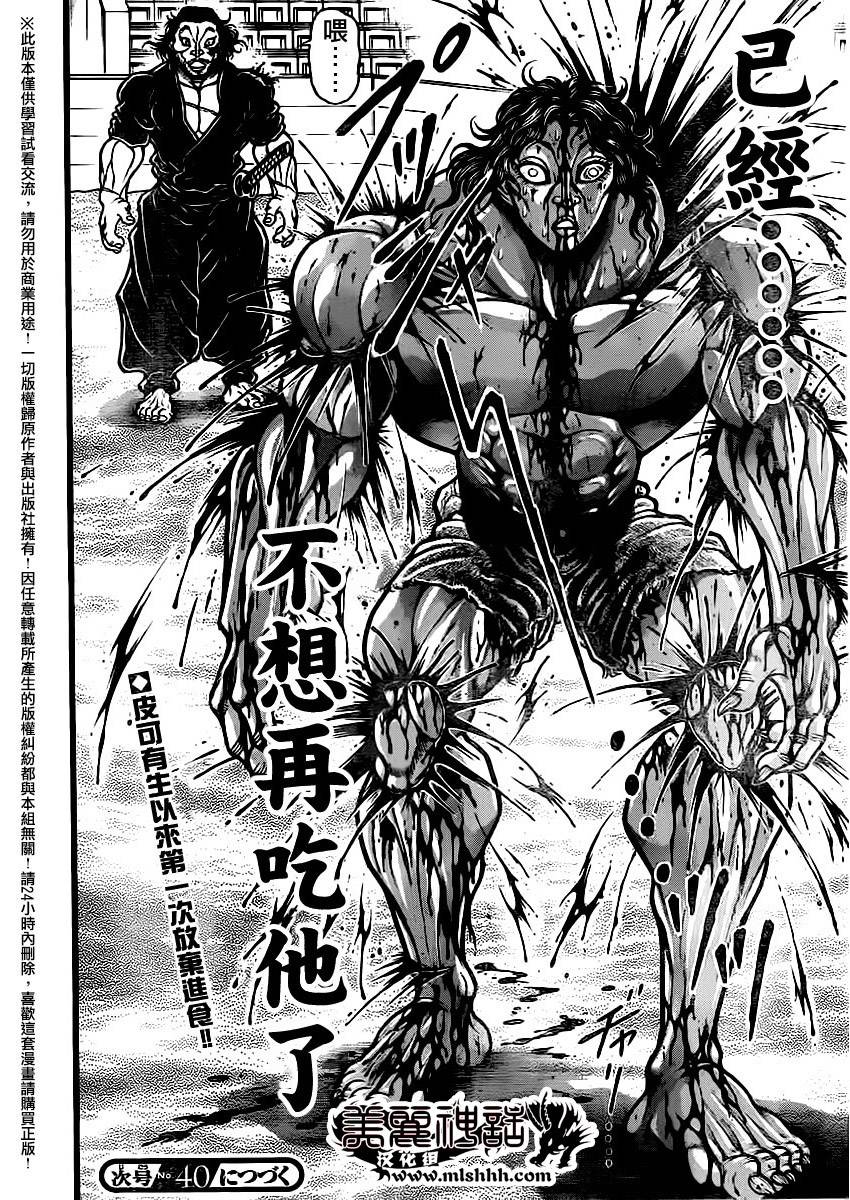 已經……
喂……
不想再吃他了
◆皮可有生以來第一次放棄進食!!
ギャリッ…
次号No.40につづく
美麗神話
汉化组
www.mlshhh.com
※此版本僅供學習試看交流，請勿用於商業用途！一切版權歸原作者與出版社擁有！因任意轉載所產生的版權糾紛都與本組無關！請24小時內刪除，喜歡這套漫畫請購買正版！